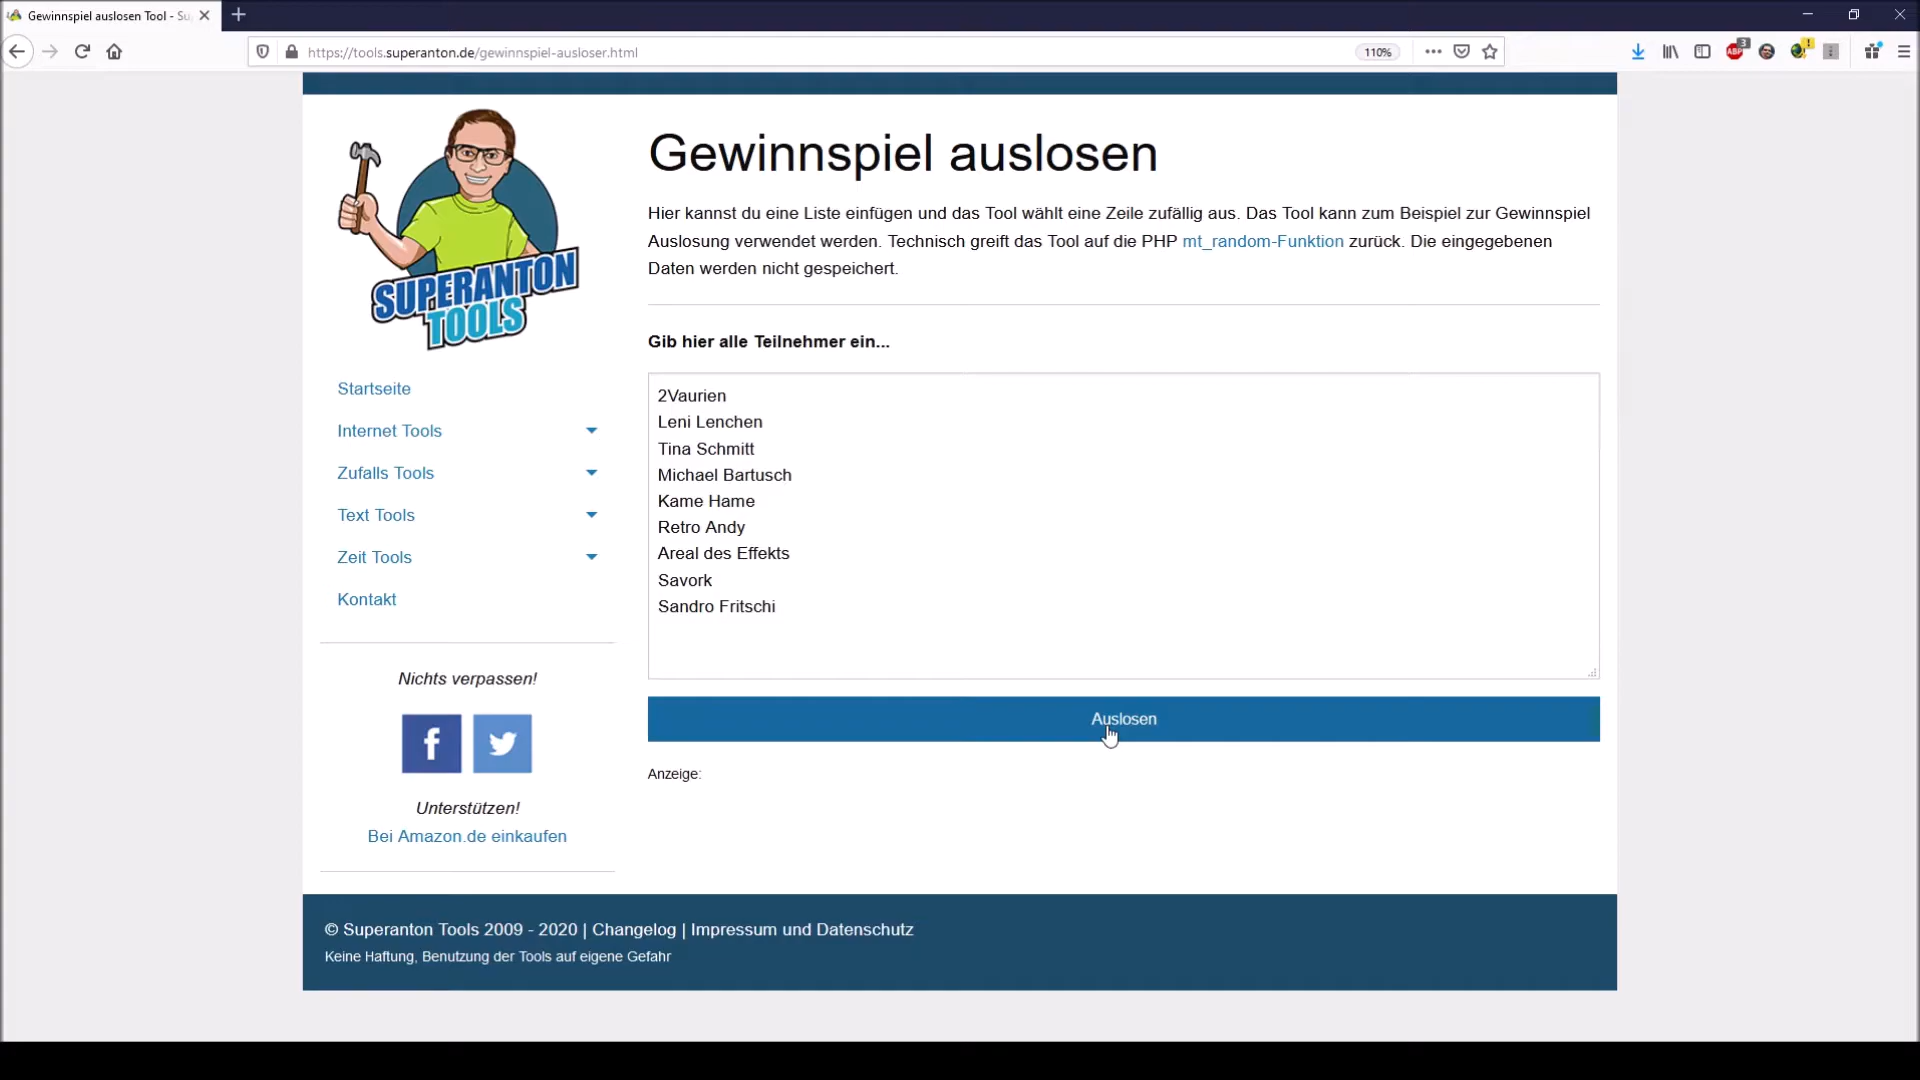 Gewinnspiel auslosen Tool - Su
https://tools.superanton.de/gewinnspiel-ausloser.html
110%
ABP
3
SUPERANTON
TOOLS
Startseite
Internet Tools
Zufalls Tools
Text Tools
Zeit Tools
Kontakt
Nichts verpassen!
Unterstützen!
Bei Amazon.de einkaufen
Gewinnspiel auslosen
Hier kannst du eine Liste einfügen und das Tool wählt eine Zeile zufällig aus. Das Tool kann zum Beispiel zur Gewinnspiel
Auslosung verwendet werden. Technisch greift das Tool auf die PHP mt_random-Funktion zurück. Die eingegebenen
Daten werden nicht gespeichert.
Gib hier alle Teilnehmer ein...
2Vaurien
Leni Lenchen
Tina Schmitt
Michael Bartusch
Kame Hame
Retro Andy
Areal des Effekts
Savork
Sandro Fritschi
Auslosen
Anzeige:
© Superanton Tools 2009 - 2020 | Changelog | Impressum und Datenschutz
Keine Haftung, Benutzung der Tools auf eigene Gefahr